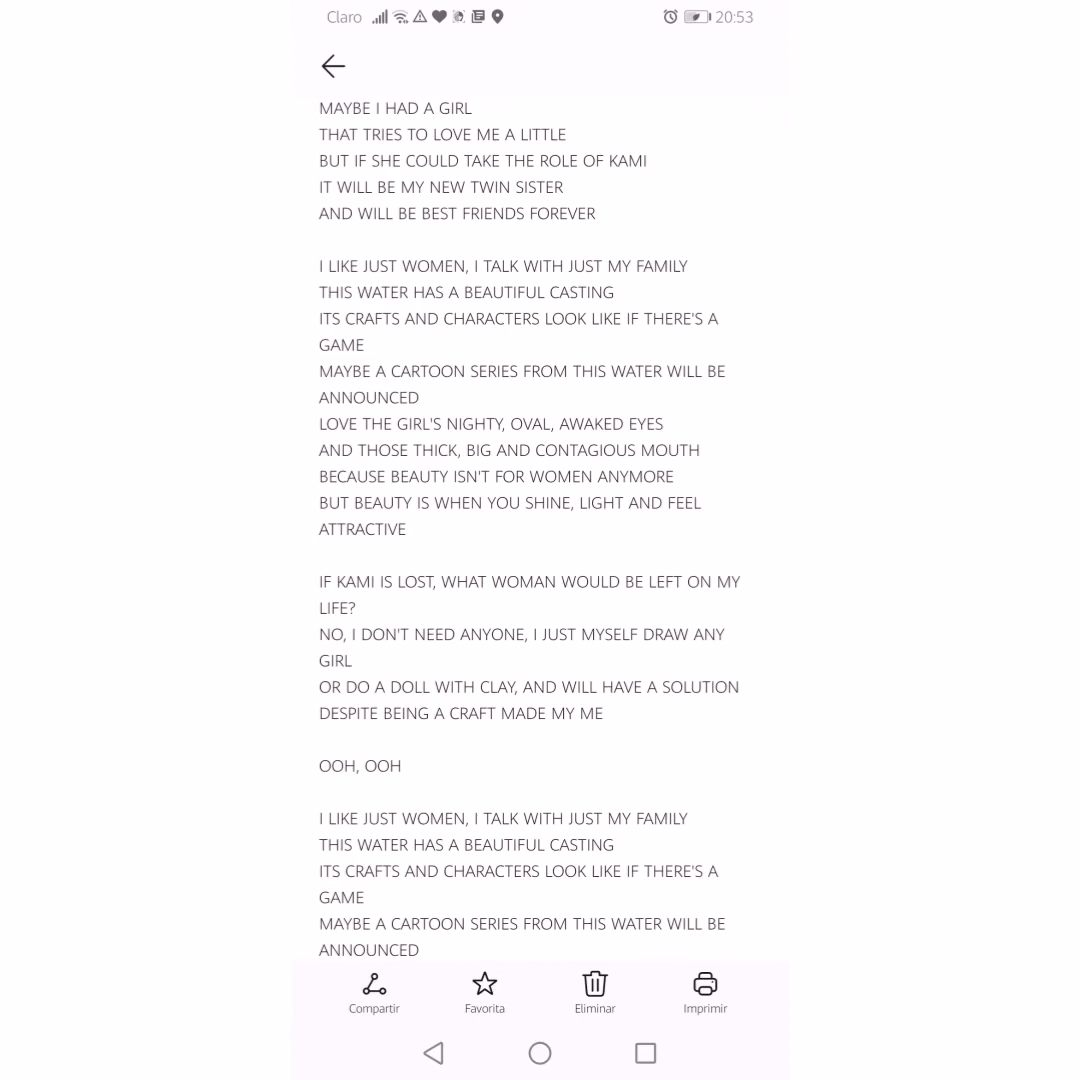 Claro 20:53
MAYBE I HAD A GIRL
THAT TRIES TO LOVE ME A LITTLE
BUT IF SHE COULD TAKE THE ROLE OF KAMI
IT WILL BE MY NEW TWIN SISTER
AND WILL BE BEST FRIENDS FOREVER
I LIKE JUST WOMEN, I TALK WITH JUST MY FAMILY
THIS WATER HAS A BEAUTIFUL CASTING
ITS CRAFTS AND CHARACTERS LOOK LIKE IF THERE'S A
GAME
MAYBE A CARTOON SERIES FROM THIS WATER WILL BE
ANNOUNCED
LOVE THE GIRL'S NIGHTY, OVAL, AWAKED EYES
AND THOSE THICK, BIG AND CONTAGIOUS MOUTH
BECAUSE BEAUTY ISN'T FOR WOMEN ANYMORE
BUT BEAUTY IS WHEN YOU SHINE, LIGHT AND FEEL
ATTRACTIVE
IF KAMI IS LOST, WHAT WOMAN WOULD BE LEFT ON MY
LIFE?
NO, I DON'T NEED ANYONE, I JUST MYSELF DRAW ANY
GIRL
OR DO A DOLL WITH CLAY, AND WILL HAVE A SOLUTION
DESPITE BEING A CRAFT MADE MY ME
OOH, OOH
I LIKE JUST WOMEN, I TALK WITH JUST MY FAMILY
THIS WATER HAS A BEAUTIFUL CASTING
ITS CRAFTS AND CHARACTERS LOOK LIKE IF THERE'S A
GAME
MAYBE A CARTOON SERIES FROM THIS WATER WILL BE
ANNOUNCED
Compartir Favorita Eliminar Imprimir